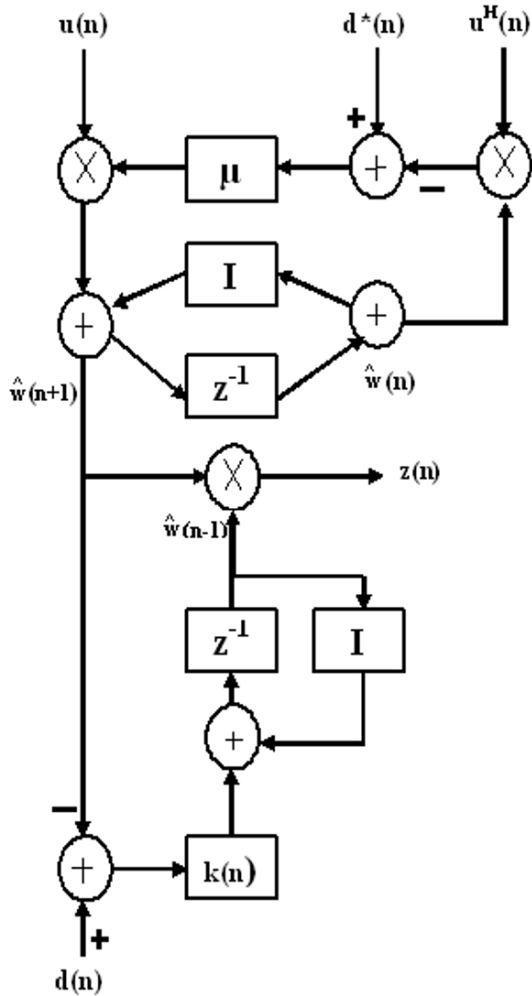 u(n) d*(n) u^H(n)
+
× μ + − ×
I
+ +
z^-1
ŵ(n+1) ŵ(n)
× z(n)
ŵ(n-1)
z^-1 I
+
−
+ k(n)
+
d(n)